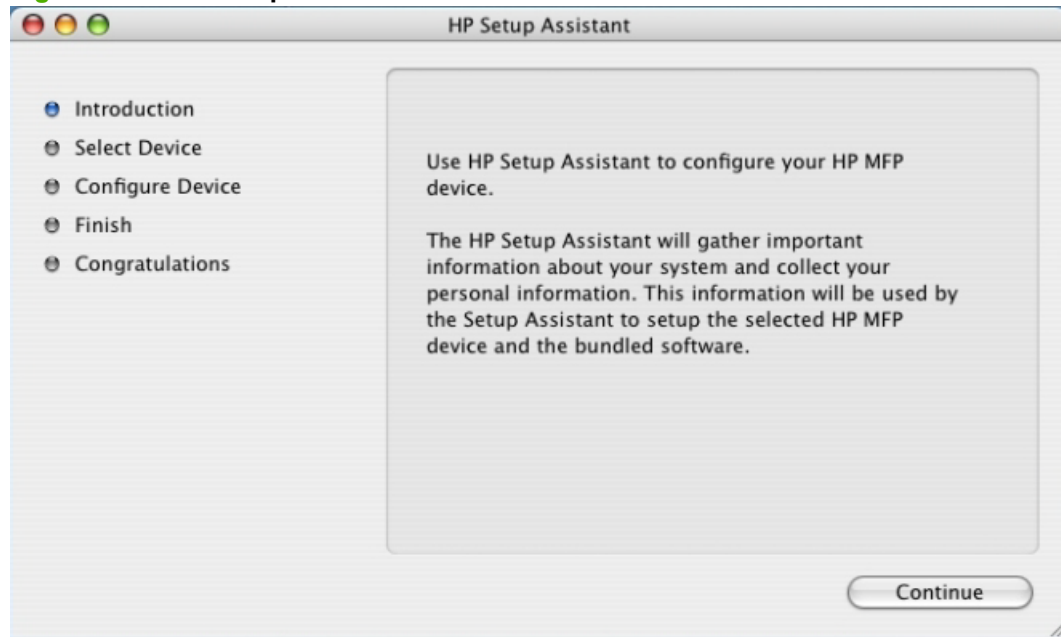 HP Setup Assistant
Introduction
Select Device
Configure Device
Finish
Congratulations
Use HP Setup Assistant to configure your HP MFP
device.
The HP Setup Assistant will gather important
information about your system and collect your
personal information. This information will be used by
the Setup Assistant to setup the selected HP MFP
device and the bundled software.
Continue